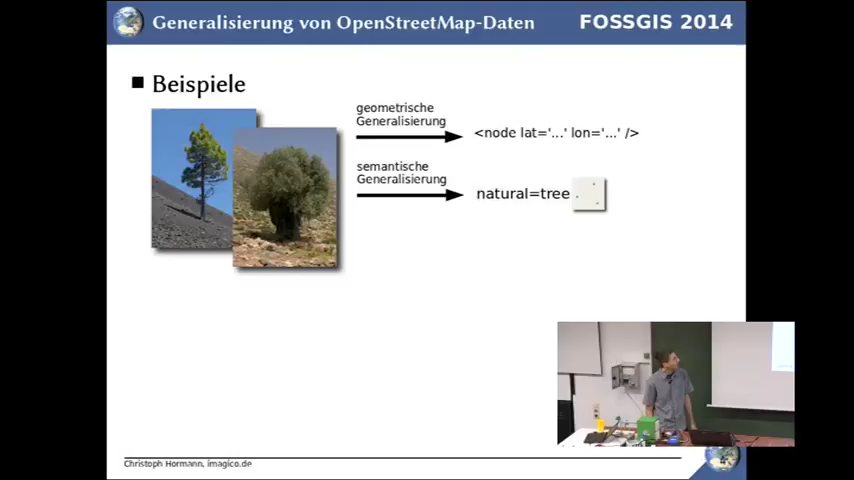 Generalisierung von OpenStreetMap-Daten
FOSSGIS 2014
Beispiele
geometrische
Generalisierung
<node lat='...' lon='...' />
semantische
Generalisierung
natural=tree
Christoph Hormann, imagico.de